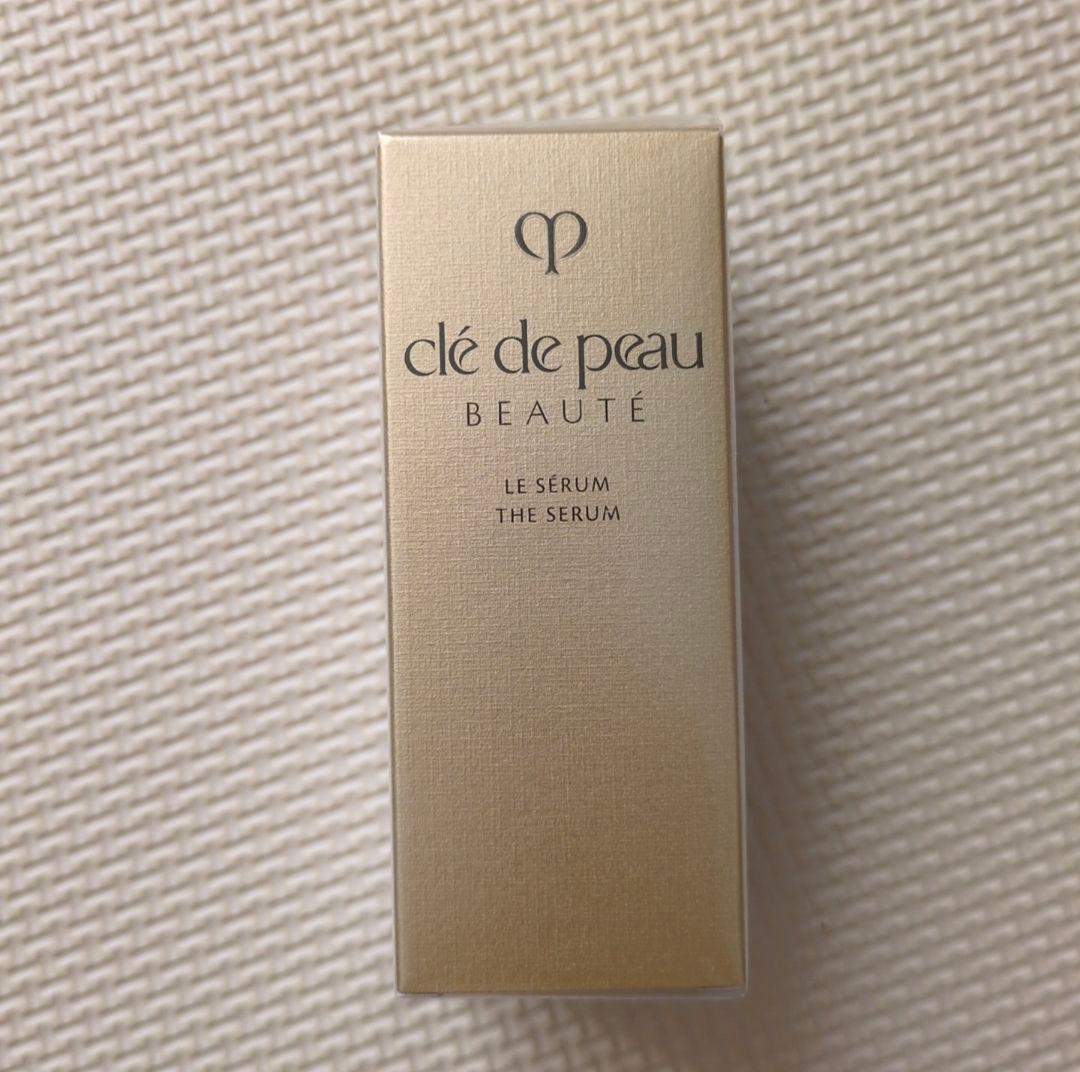 clé de peau
BEAUTÉ
LE SÉRUM
THE SERUM